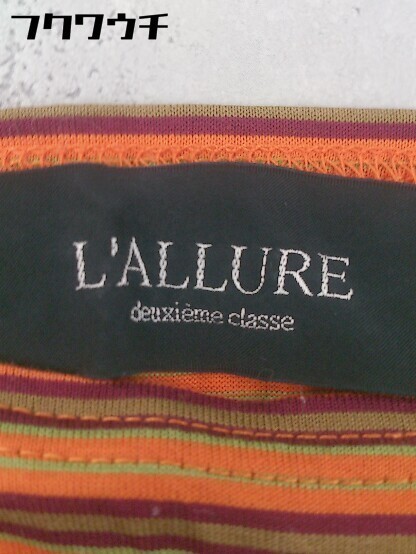 フクワウチ
L'ALLURE
deuxième classe